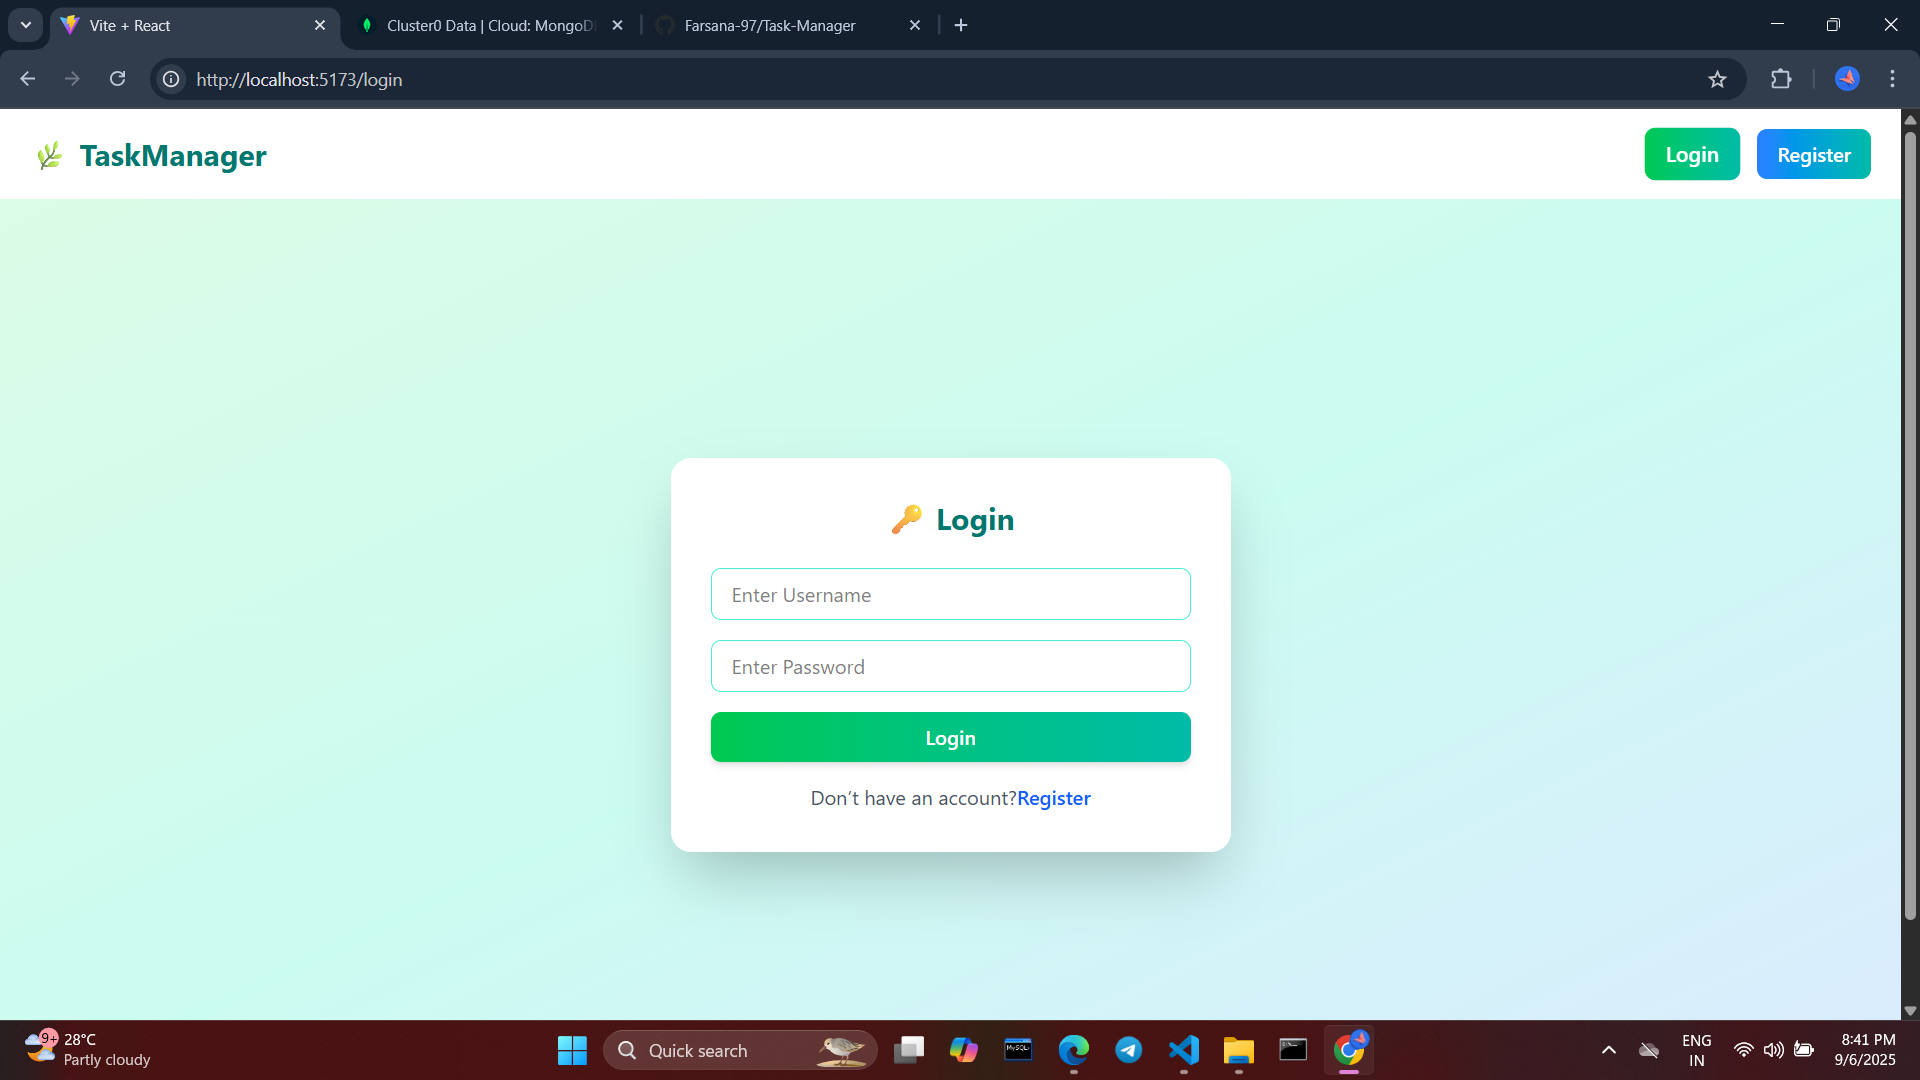 Vite + React
Cluster0 Data | Cloud: MongoD
Farsana-97/Task-Manager
http://localhost:5173/login
TaskManager
Login
Register
Login
Enter Username
Enter Password
Login
Don’t have an account?Register
9+
28°C
Partly cloudy
Quick search
MySQL
ENG
IN
8:41 PM
9/6/2025